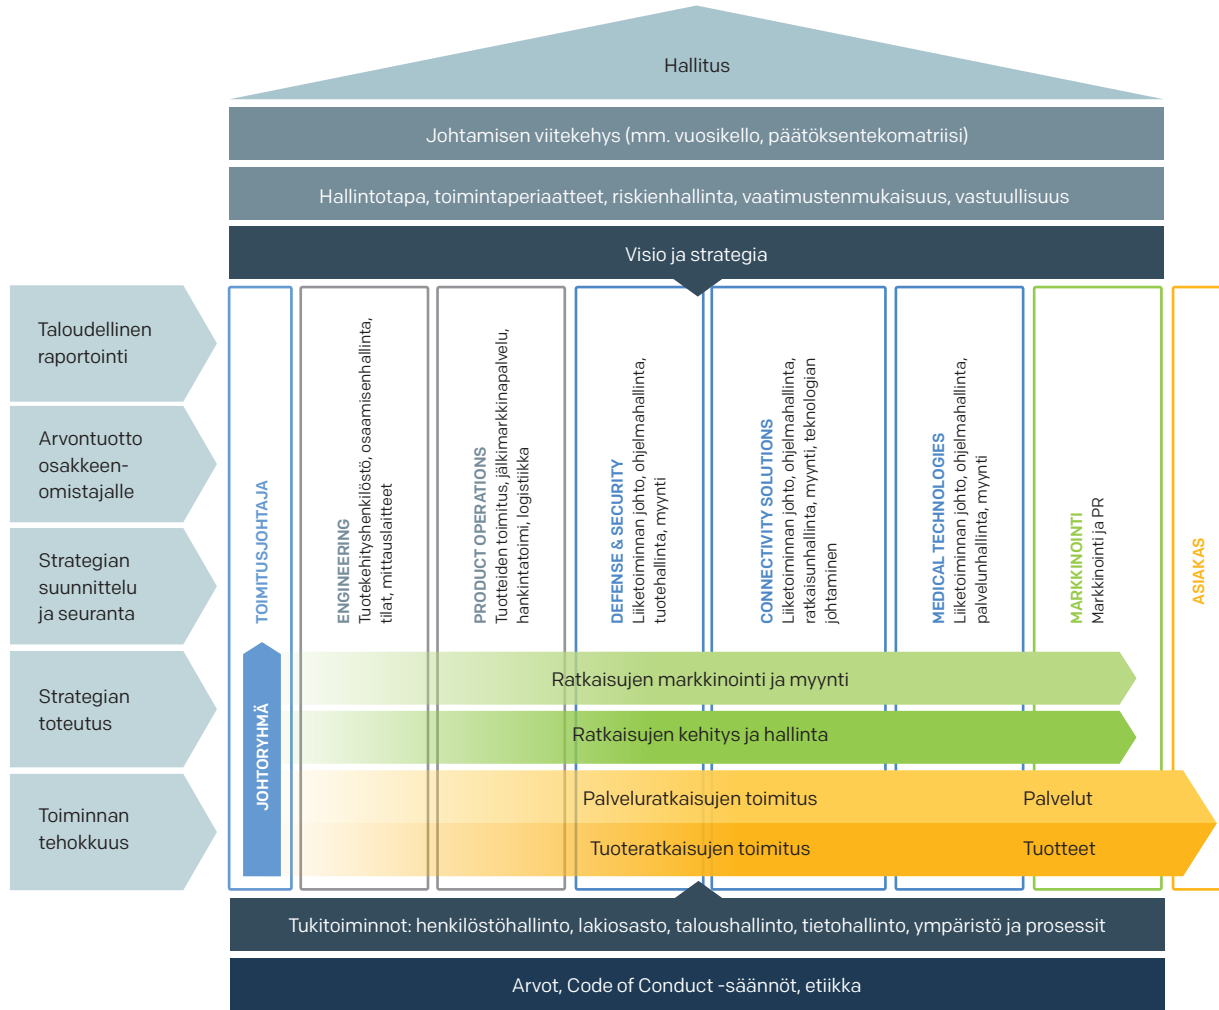 Hallitus
Johtamisen viitekehys (mm. vuosikello, päätöksentekomatriisi)
Hallintotapa, toimintaperiaatteet, riskienhallinta, vaatimustenmukaisuus, vastuullisuus
Visio ja strategia
Taloudellinen
raportointi
Arvontuotto
osakkeen-
omistajalle
Strategian
suunnittelu
ja seuranta
Strategian
toteutus
Toiminnan
tehokkuus
TOIMITUSJOHTAJA
JOHTORYHMÄ
ENGINEERING
Tuotekehityshenkilöstö, osaamisenhallinta,
tilat, mittauslaitteet
PRODUCT OPERATIONS
Tuotteiden toimitus, jälkimarkkinapalvelu,
hankintatoimi, logistiikka
DEFENSE & SECURITY
Liiketoiminnan johto, ohjelmahallinta,
tuotehallinta, myynti
CONNECTIVITY SOLUTIONS
Liiketoiminnan johto, ohjelmahallinta,
ratkaisunhallinta, myynti, teknologian
johtaminen
MEDICAL TECHNOLOGIES
Liiketoiminnan johto, ohjelmahallinta,
palvelunhallinta, myynti
MARKKINOINTI
Markkinointi ja PR
ASIAKAS
Ratkaisujen markkinointi ja myynti
Ratkaisujen kehitys ja hallinta
Palveluratkaisujen toimitus
Palvelut
Tuoteratkaisujen toimitus
Tuotteet
Tukitoiminnot: henkilöstöhallinto, lakiosasto, taloushallinto, tietohallinto, ympäristö ja prosessit
Arvot, Code of Conduct -säännöt, etiikka